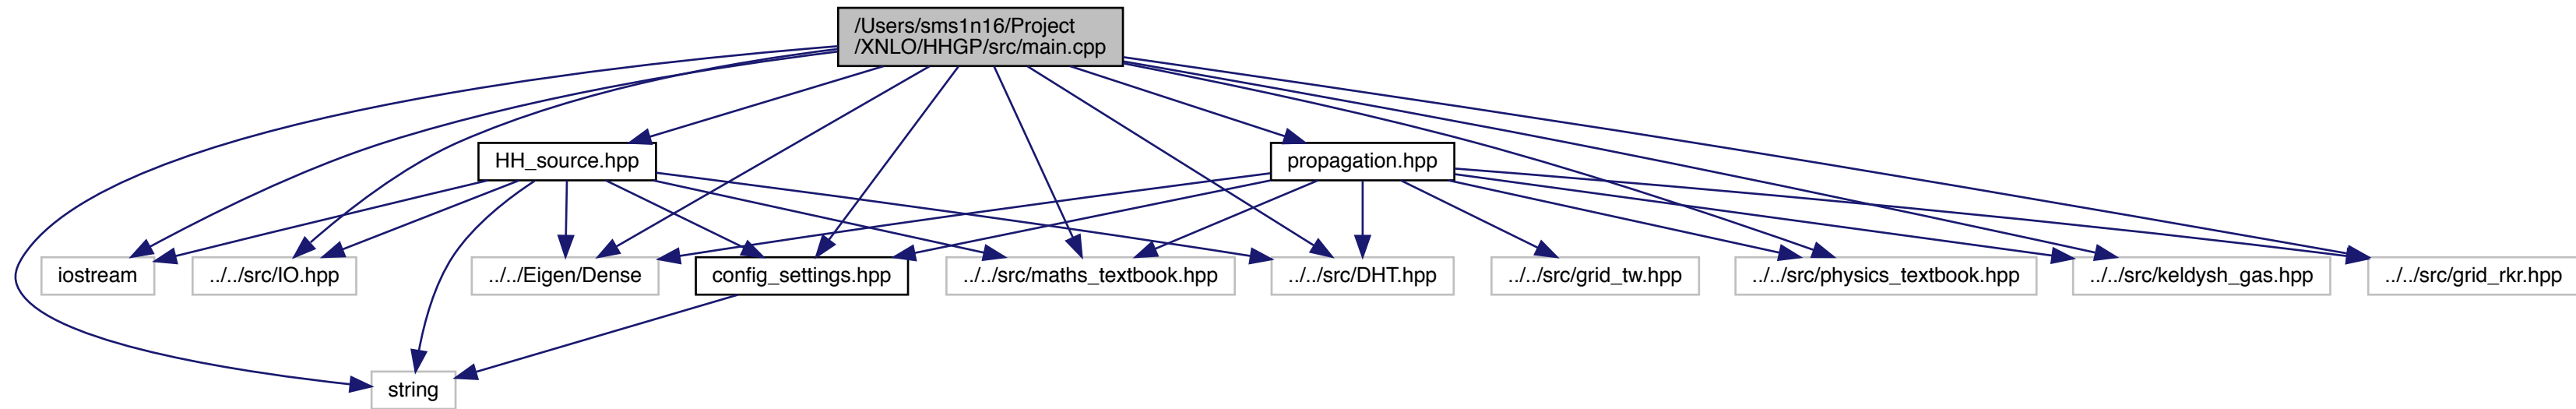 /Users/sms1n16/Project
/XNLO/HHGP/src/main.cpp
HH_source.hpp
propagation.hpp
iostream
../../src/IO.hpp
../../Eigen/Dense
config_settings.hpp
../../src/maths_textbook.hpp
../../src/DHT.hpp
../../src/grid_tw.hpp
../../src/physics_textbook.hpp
../../src/keldysh_gas.hpp
../../src/grid_rkr.hpp
string